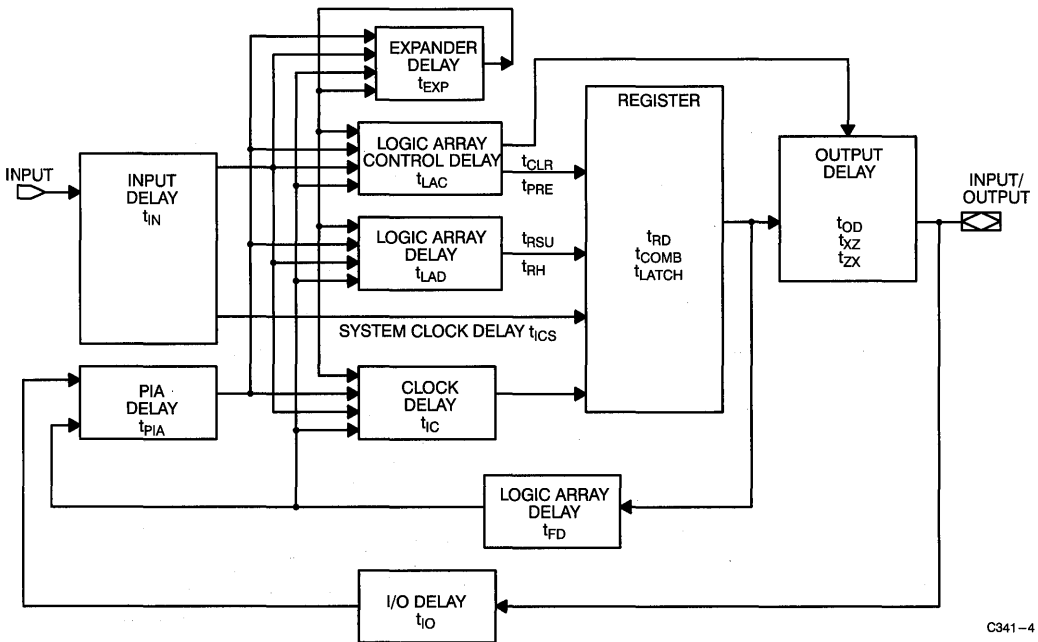 EXPANDER
DELAY
tEXP
REGISTER
LOGIC ARRAY
CONTROL DELAY
tLAC
tCLR
tPRE
OUTPUT
DELAY
tOD
tXZ
tZX
INPUT
INPUT
DELAY
tIN
INPUT/
OUTPUT
LOGIC ARRAY
DELAY
tLAD
tRSU
tRH
tRD
tCOMB
tLATCH
SYSTEM CLOCK DELAY tICS
PIA
DELAY
tPIA
CLOCK
DELAY
tIC
LOGIC ARRAY
DELAY
tFD
I/O DELAY
tIO
C341-4